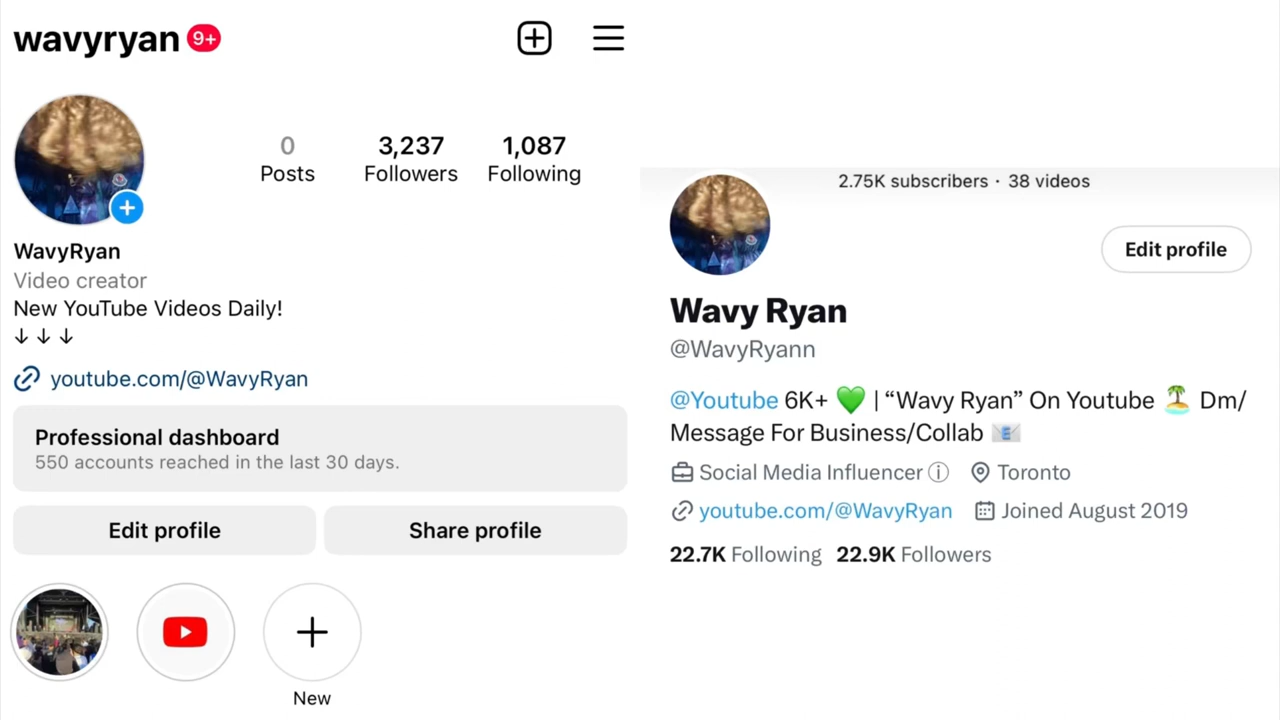 wavyryan 9+
0 3,237 1,087
Posts Followers Following
WavyRyan
Video creator
New YouTube Videos Daily!
↓ ↓ ↓
youtube.com/@WavyRyan
Professional dashboard
550 accounts reached in the last 30 days.
Edit profile Share profile
New
2.75K subscribers · 38 videos
Edit profile
Wavy Ryan
@WavyRyann
@Youtube 6K+ 💚 | “Wavy Ryan” On Youtube 🏝️ Dm/
Message For Business/Collab 📧
Social Media Influencer ⓘ Toronto
youtube.com/@WavyRyan Joined August 2019
22.7K Following 22.9K Followers